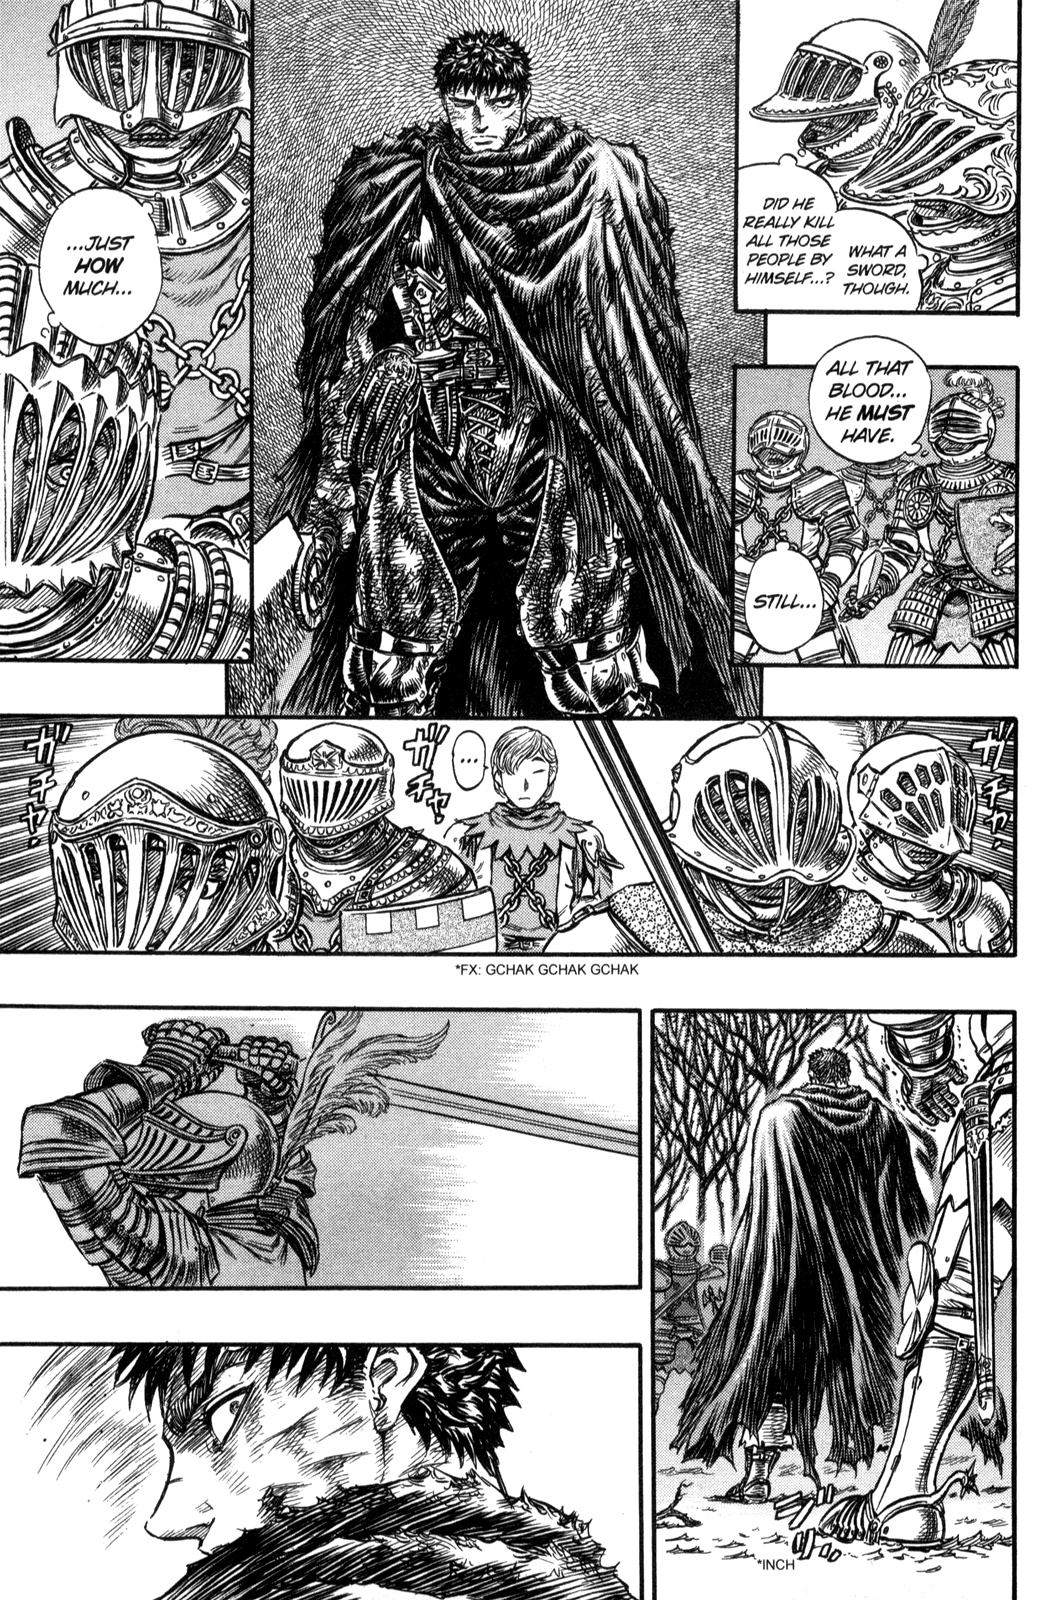 DID HE
REALLY KILL
ALL THOSE
PEOPLE BY
HIMSELF...?
WHAT A
SWORD,
THOUGH.
ALL THAT
BLOOD...
HE MUST
HAVE.
STILL...
...JUST
HOW
MUCH...
ガチャ
...
ガチャ
ガチャ
*FX: GCHAK GCHAK GCHAK
*INCH